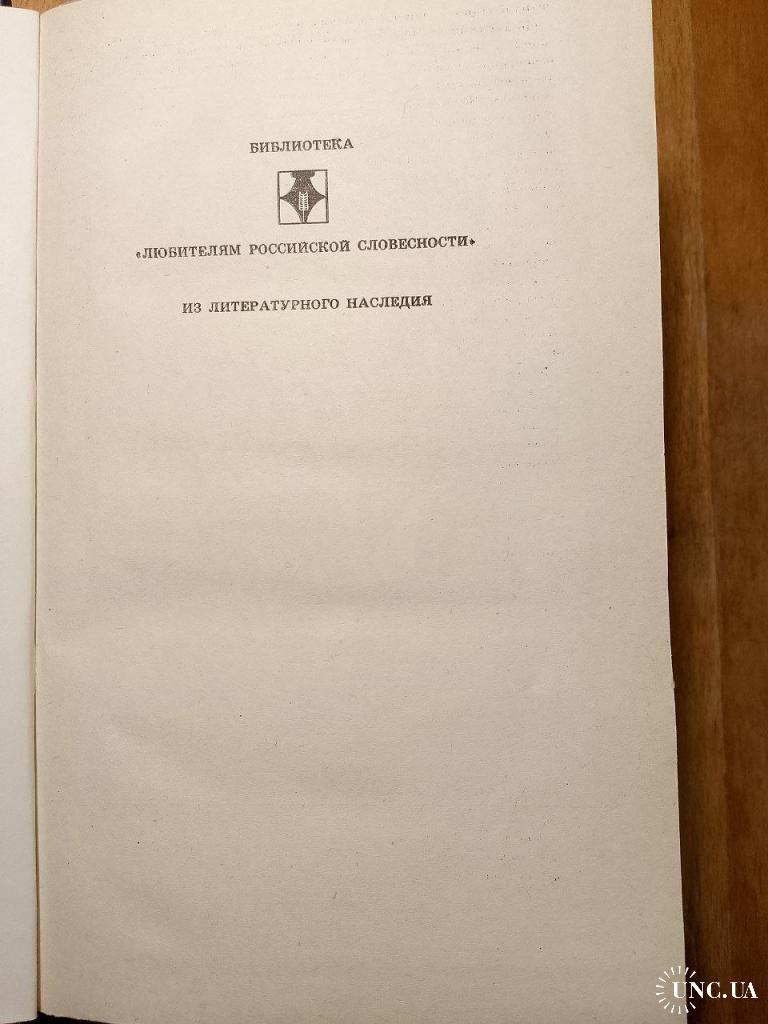 БИБЛИОТЕКА
«ЛЮБИТЕЛЯМ РОССИЙСКОЙ СЛОВЕСНОСТИ»
ИЗ ЛИТЕРАТУРНОГО НАСЛЕДИЯ
UNC.UA